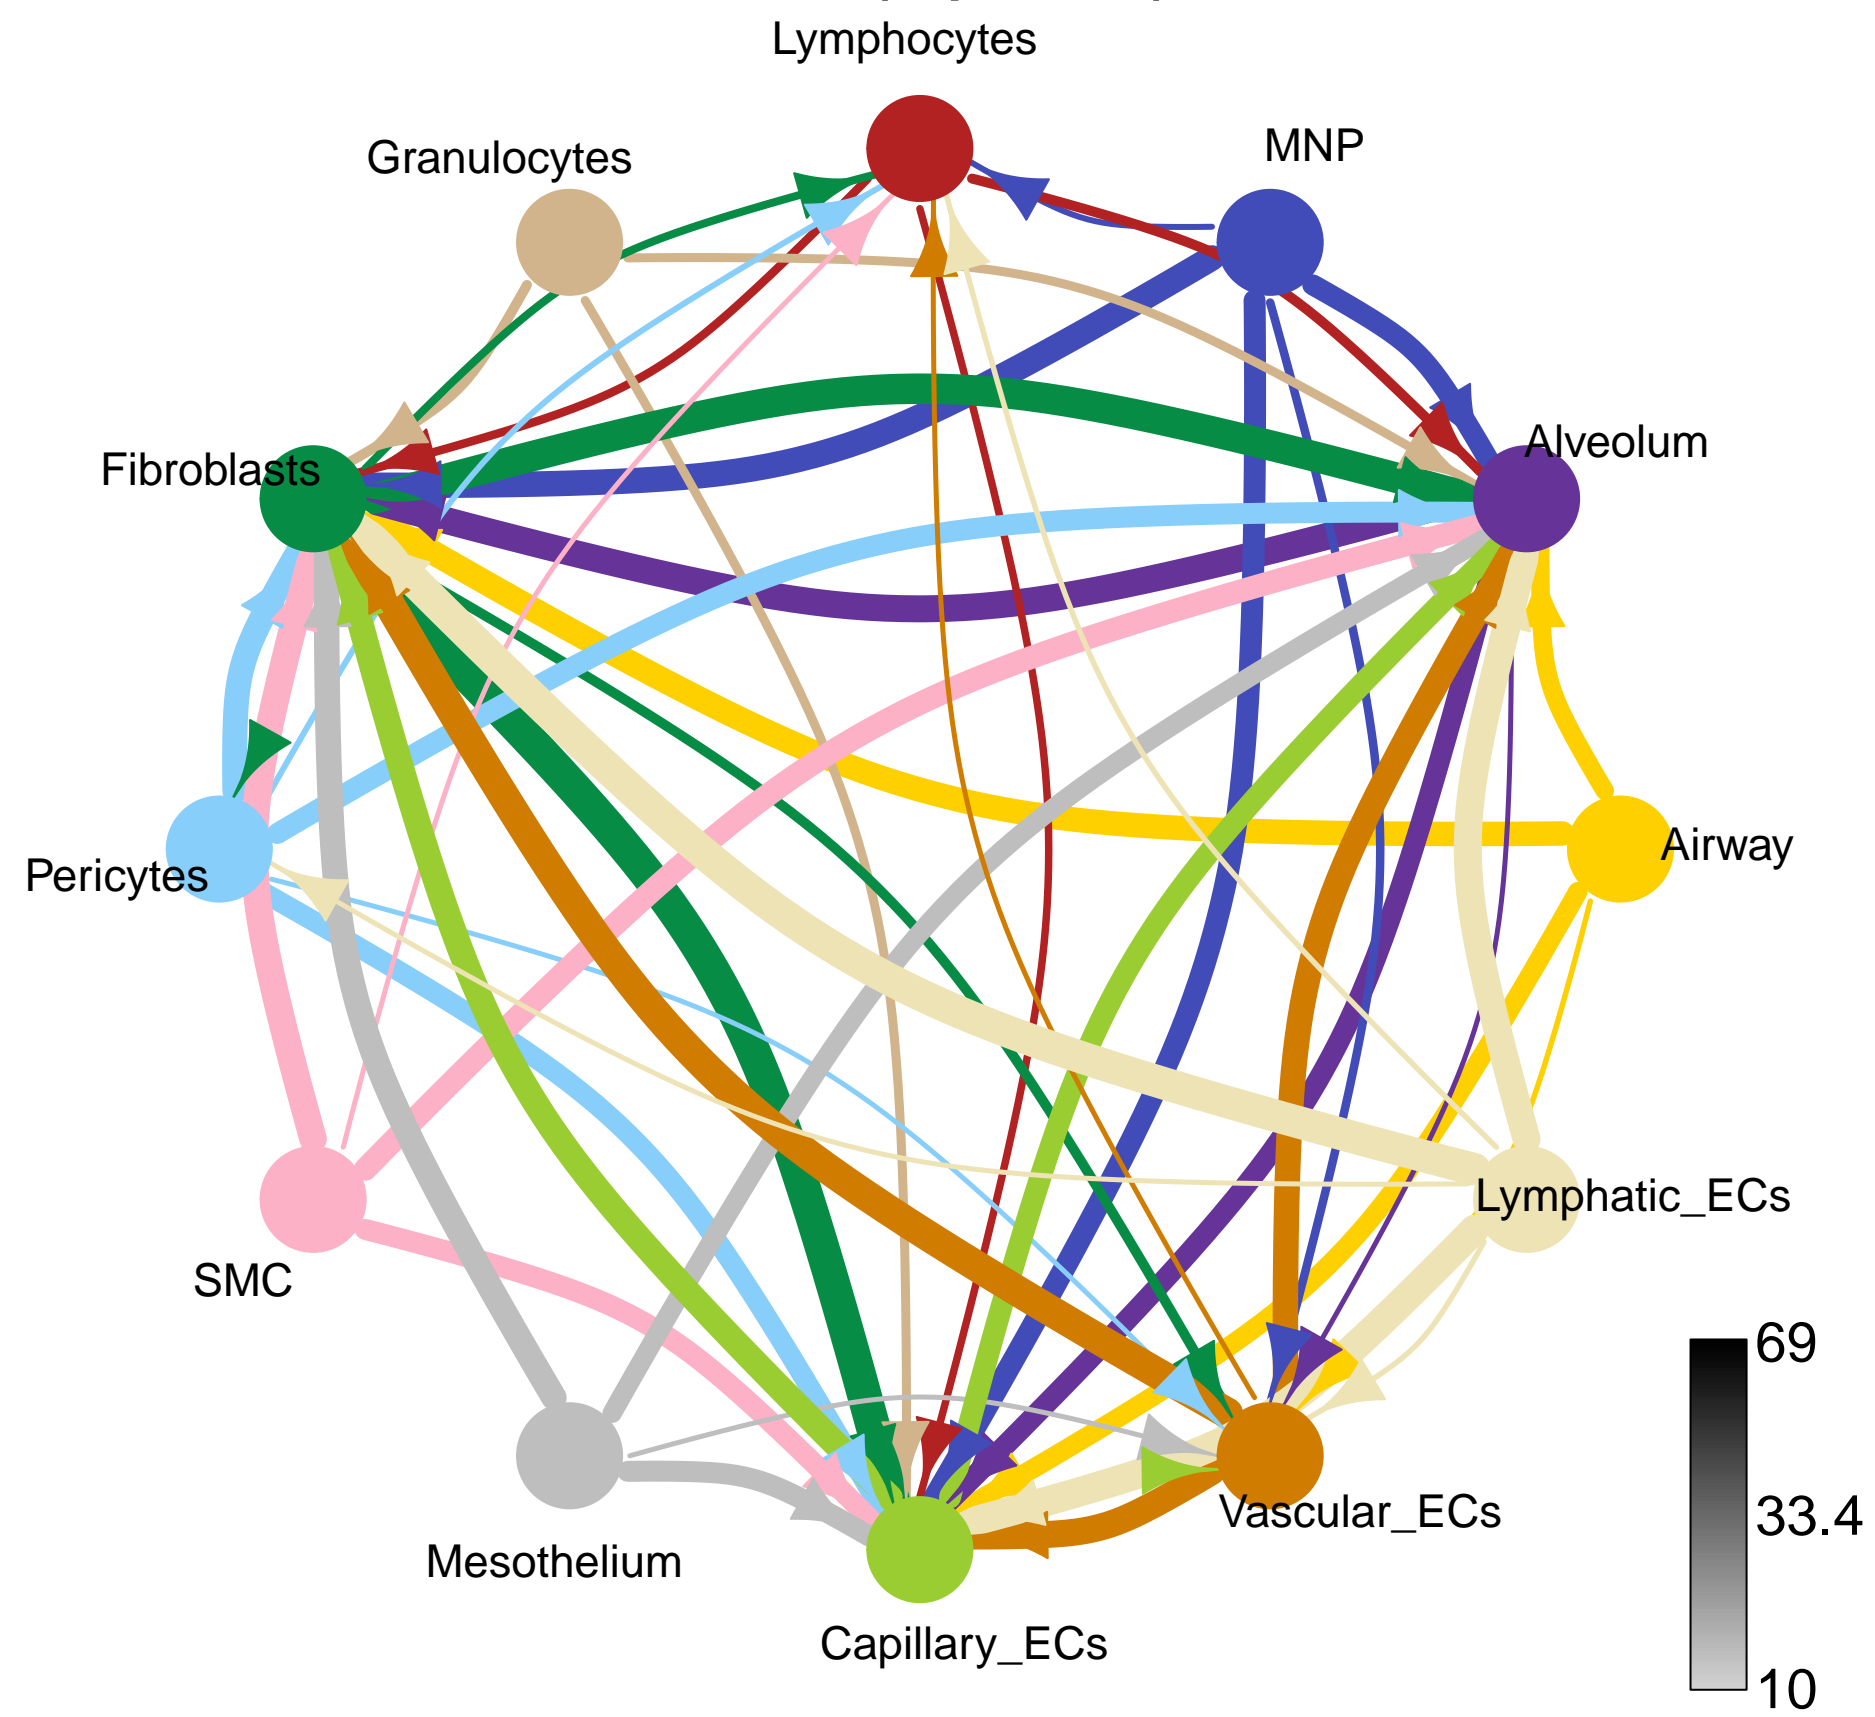 Lymphocytes
MNP
Granulocytes
Alveolum
Fibroblasts
Airway
Pericytes
Lymphatic_ECs
SMC
69
Vascular_ECs
33.4
Mesothelium
Capillary_ECs
10